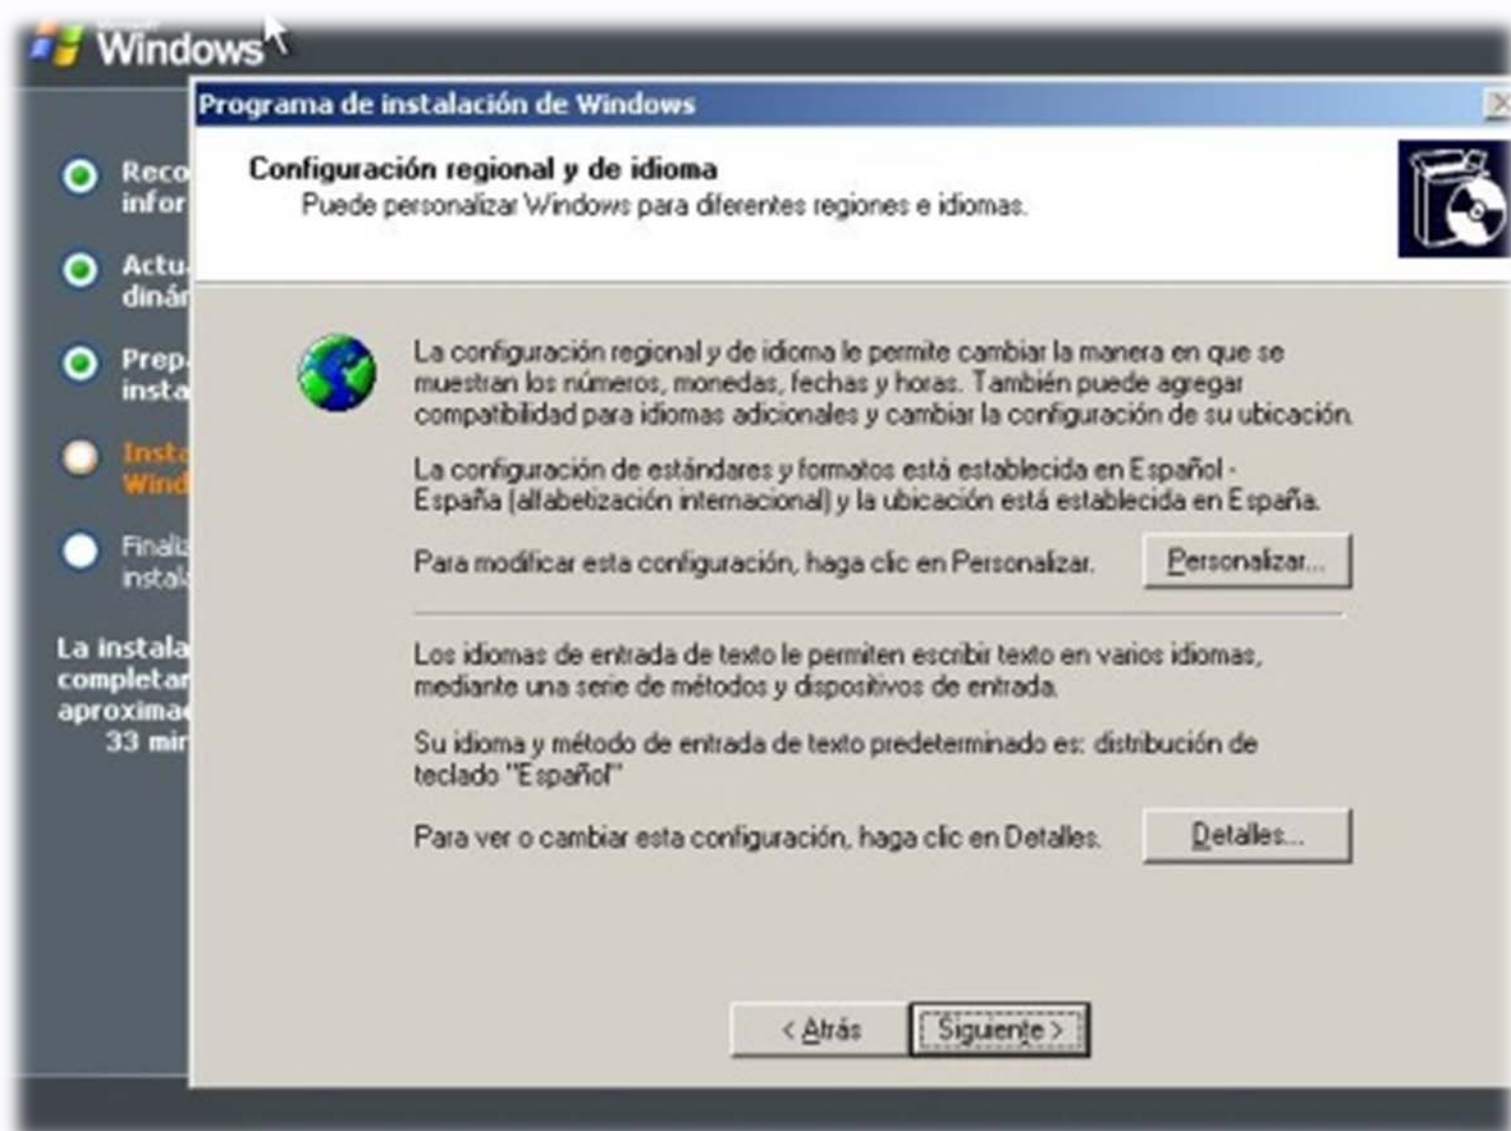 Windows
Programa de instalación de Windows
Configuración regional y de idioma
Puede personalizar Windows para diferentes regiones e idiomas.
La configuración regional y de idioma le permite cambiar la manera en que se
muestran los números, monedas, fechas y horas. También puede agregar
compatibilidad para idiomas adicionales y cambiar la configuración de su ubicación.
La configuración de estándares y formatos está establecida en Español -
España (alfabetización internacional) y la ubicación está establecida en España.
Para modificar esta configuración, haga clic en Personalizar.
Personalizar...
Los idiomas de entrada de texto le permiten escribir texto en varios idiomas,
mediante una serie de métodos y dispositivos de entrada.
Su idioma y método de entrada de texto predeterminado es: distribución de
teclado "Español"
Para ver o cambiar esta configuración, haga clic en Detalles.
Detalles...
< Atrás
Siguiente >
Reco
infor
Actu
dinár
Prep
insta
Insta
Wind
Finaliz
instala
La instala
completar
aproxima
33 mir